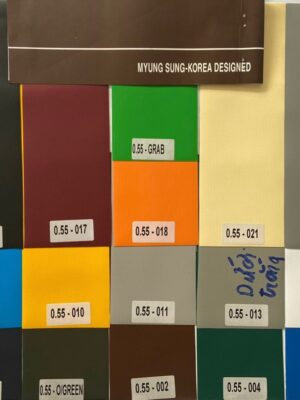 MYUNG SUNG-KOREA DESIGNED
0.55 - GRAB
0.55 - 017
0.55 - 018
0.55 - 021
0.55 - 010
0.55 - 011
0.55 - 013
0.55 - O/GREEN
0.55 - 002
0.55 - 004